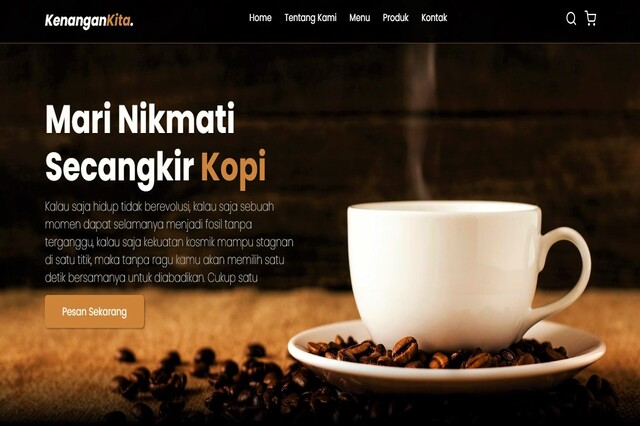 KenanganKita.
Home Tentang Kami Menu Produk Kontak
Mari Nikmati
Secangkir Kopi
Kalau saja hidup tidak berevolusi, kalau saja sebuah
momen dapat selamanya menjadi fosil tanpa
terganggu, kalau saja kekuatan kosmik mampu stagnan
di satu titik, maka tanpa ragu kamu akan memilih satu
detik bersamanya untuk diabadikan. Cukup satu
Pesan Sekarang